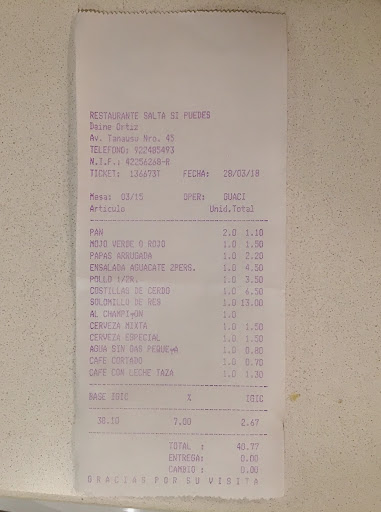 RESTAURANTE SALTA SI PUEDES
Daime Ortiz
Av. Tanausu Nro. 45
TELEFONO: 922485493
N.I.F.: 42256268-R
TICKET: 136673T FECHA: 28/03/18
Mesa: 03/15 OPER: GUACI
Articulo Unid. Total
PAN 2.0 1.10
MOJO VERDE O ROJO 1.0 1.50
PAPAS ARRUGADA 1.0 2.20
ENSALADA AGUACATE 2PERS. 1.0 4.50
POLLO 1/2R. 1.0 3.50
COSTILLAS DE CERDO 1.0 6.50
SOLOMILLO DE RES 1.0 13.00
AL CHAMPI┬ON 1.0
CERVEZA MIXTA 1.0 1.50
CERVEZA ESPECIAL 1.0 1.50
AGUA SIN GAS PEQUE┬A 1.0 0.80
CAFE CORTADO 1.0 0.70
CAFE CON LECHE TAZA 1.0 1.30
BASE IGIC % IGIC
38.10 7.00 2.67
TOTAL : 40.77
ENTREGA: 0.00
CAMBIO : 0.00
GRACIAS POR SU VISITA